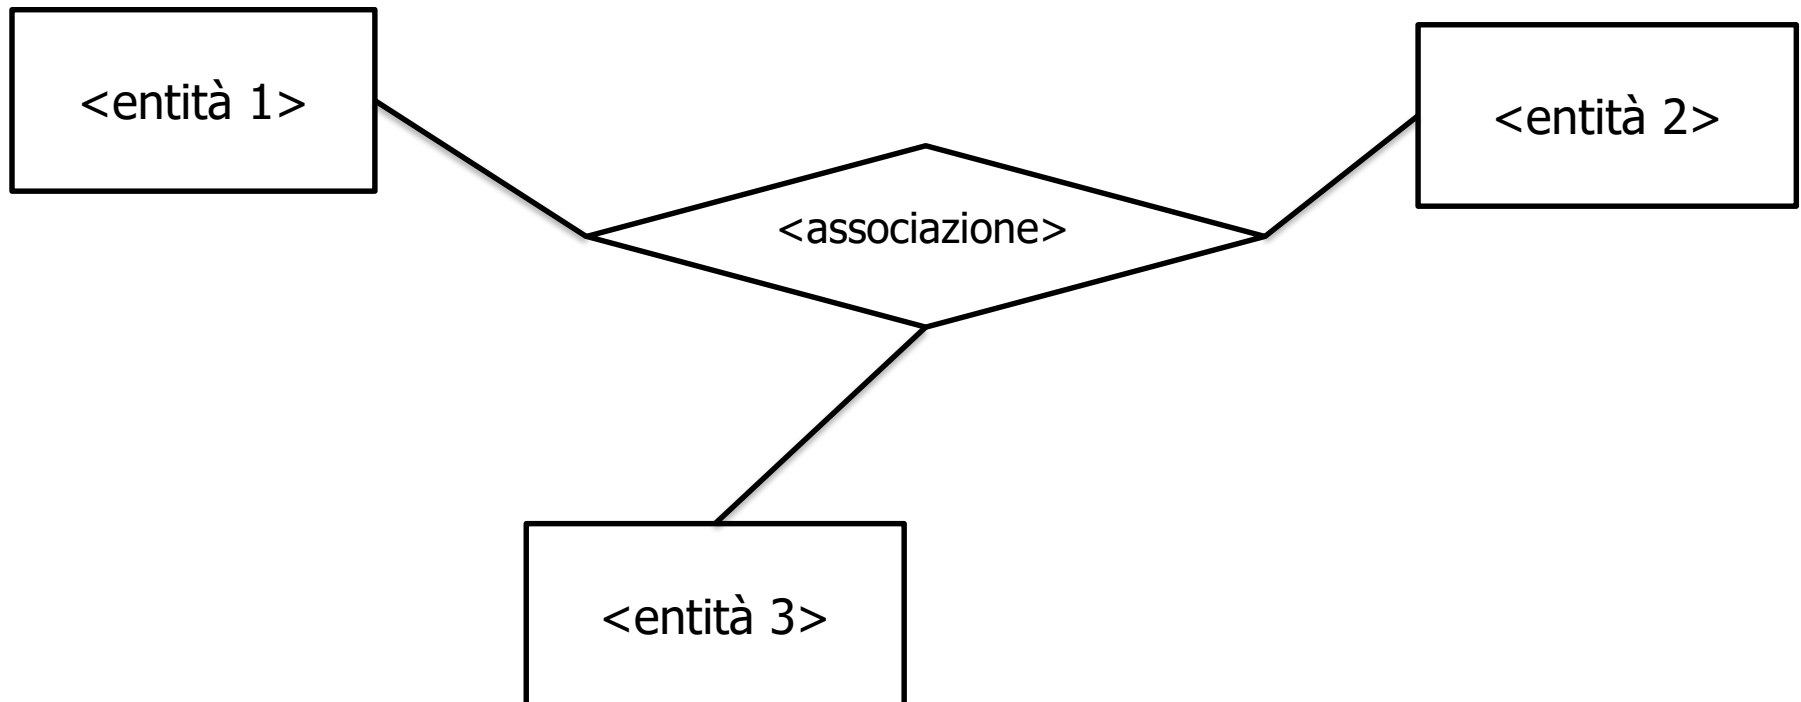 <entità 1>
<entità 2>
<associazione>
<entità 3>